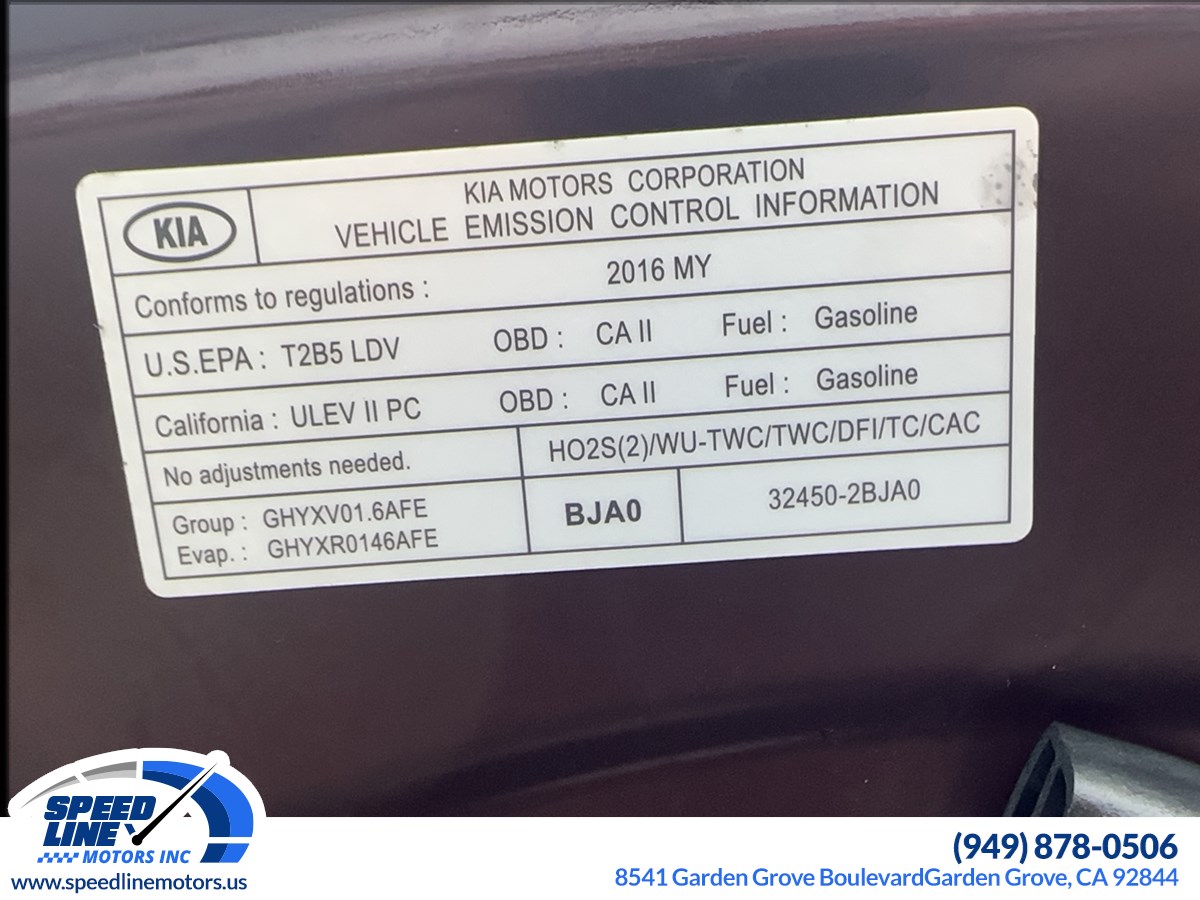 KIA
KIA MOTORS CORPORATION
VEHICLE EMISSION CONTROL INFORMATION
Conforms to regulations : 2016 MY
U.S.EPA : T2B5 LDV OBD : CA II Fuel : Gasoline
California : ULEV II PC OBD : CA II Fuel : Gasoline
No adjustments needed. HO2S(2)/WU-TWC/TWC/DFI/TC/CAC
Group : GHYXV01.6AFE
Evap. : GHYXR0146AFE
BJA0 32450-2BJA0
SPEED
LINE
MOTORS INC
www.speedlinemotors.us
(949) 878-0506
8541 Garden Grove BoulevardGarden Grove, CA 92844